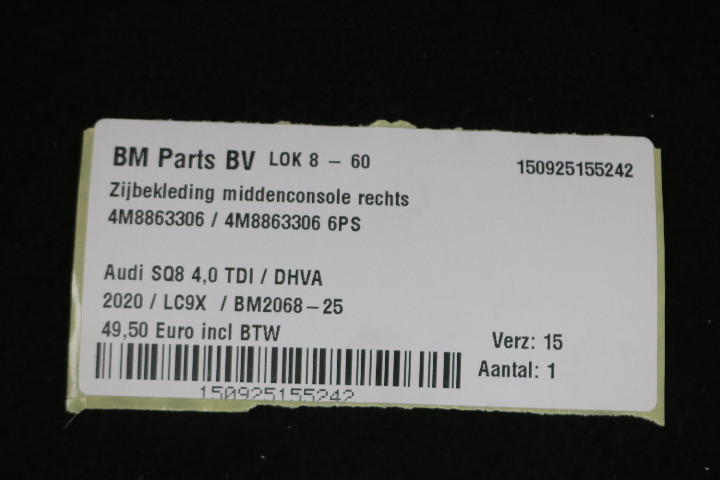 BM Parts BV LOK 8 - 60 150925155242
Zijbekleding middenconsole rechts
4M8863306 / 4M8863306 6PS
Audi SQ8 4,0 TDI / DHVA
2020 / LC9X / BM2068-25
49,50 Euro incl BTW
Verz: 15
Aantal: 1
150925155242